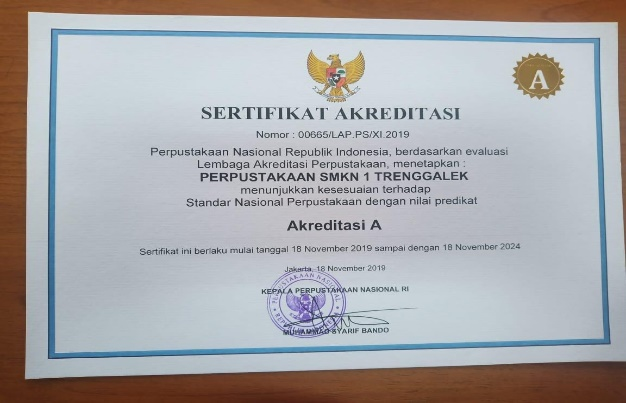 A
SERTIFIKAT AKREDITASI
Nomor : 00665/LAP.PS/XI.2019
Perpustakaan Nasional Republik Indonesia, berdasarkan evaluasi
Lembaga Akreditasi Perpustakaan, menetapkan :
PERPUSTAKAAN SMKN 1 TRENGGALEK
menunjukkan kesesuaian terhadap
Standar Nasional Perpustakaan dengan nilai predikat
Akreditasi A
Sertifikat ini berlaku mulai tanggal 18 November 2019 sampai dengan 18 November 2024
Jakarta, 18 November 2019
KEPALA PERPUSTAKAAN NASIONAL RI
PERPUSTAKAAN NASIONAL
MUHAMMAD SYARIF BANDO